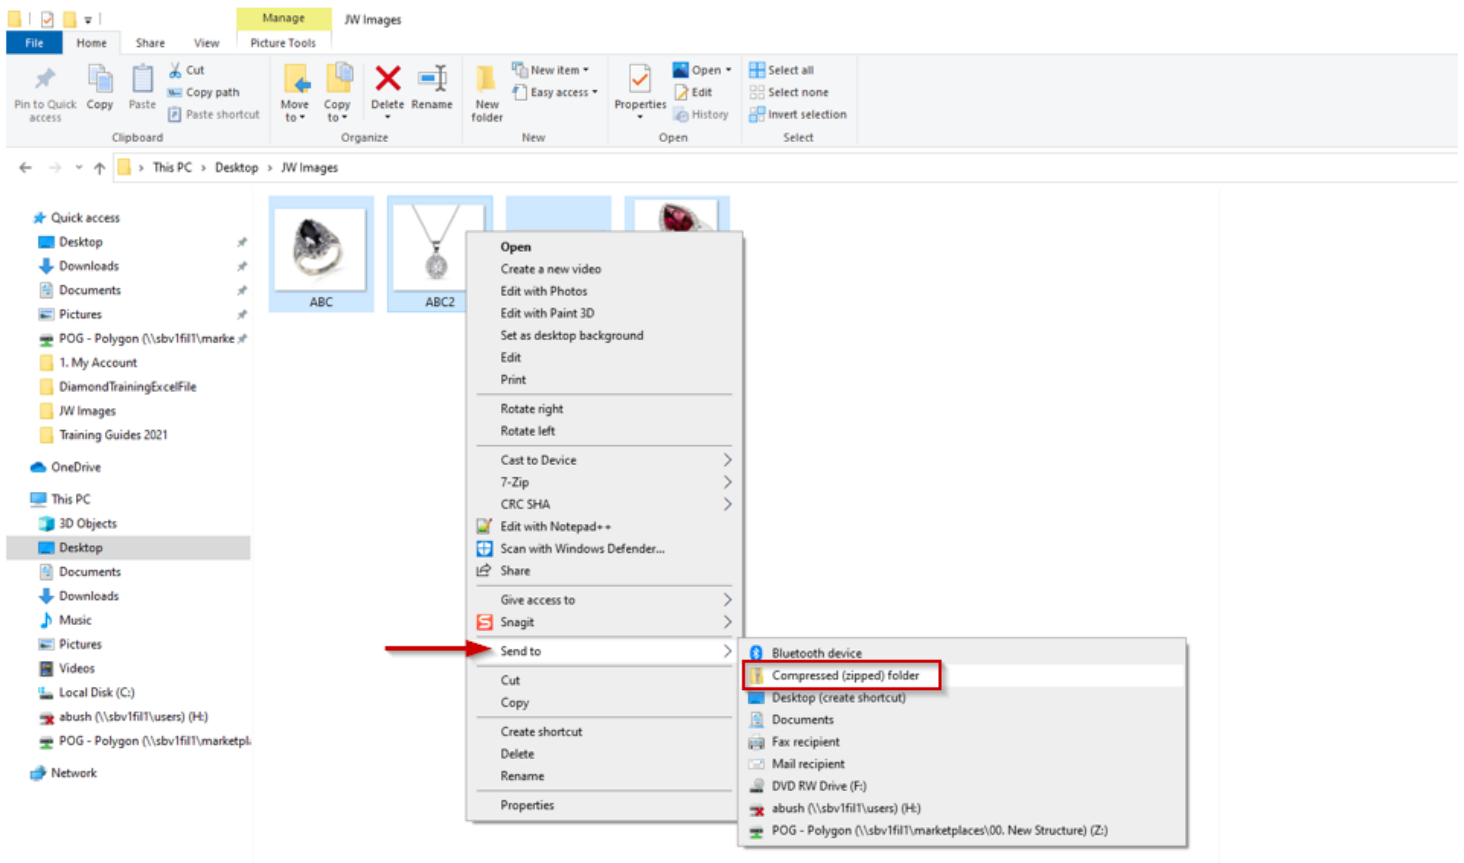 Manage
JW Images
File
Home
Share
View
Picture Tools
Pin to Quick access
Copy
Paste
Cut
Copy path
Paste shortcut
Clipboard
Move to
Copy to
Delete
Rename
Organize
New folder
New item
Easy access
New
Properties
Open
Edit
History
Open
Select all
Select none
Invert selection
Select
This PC > Desktop > JW Images
Quick access
Desktop
Downloads
Documents
Pictures
POG - Polygon (\\sbv1fil1\marke
1. My Account
DiamondTrainingExcelFile
JW Images
Training Guides 2021
OneDrive
This PC
3D Objects
Desktop
Documents
Downloads
Music
Pictures
Videos
Local Disk (C:)
abush (\\sbv1fil1\users) (H:)
POG - Polygon (\\sbv1fil1\marketpl
Network
ABC
ABC2
Open
Create a new video
Edit with Photos
Edit with Paint 3D
Set as desktop background
Edit
Print
Rotate right
Rotate left
Cast to Device
7-Zip
CRC SHA
Edit with Notepad++
Scan with Windows Defender...
Share
Give access to
Snagit
Send to
Cut
Copy
Create shortcut
Delete
Rename
Properties
Bluetooth device
Compressed (zipped) folder
Desktop (create shortcut)
Documents
Fax recipient
Mail recipient
DVD RW Drive (F:)
abush (\\sbv1fil1\users) (H:)
POG - Polygon (\\sbv1fil1\marketplaces\00. New Structure) (Z:)